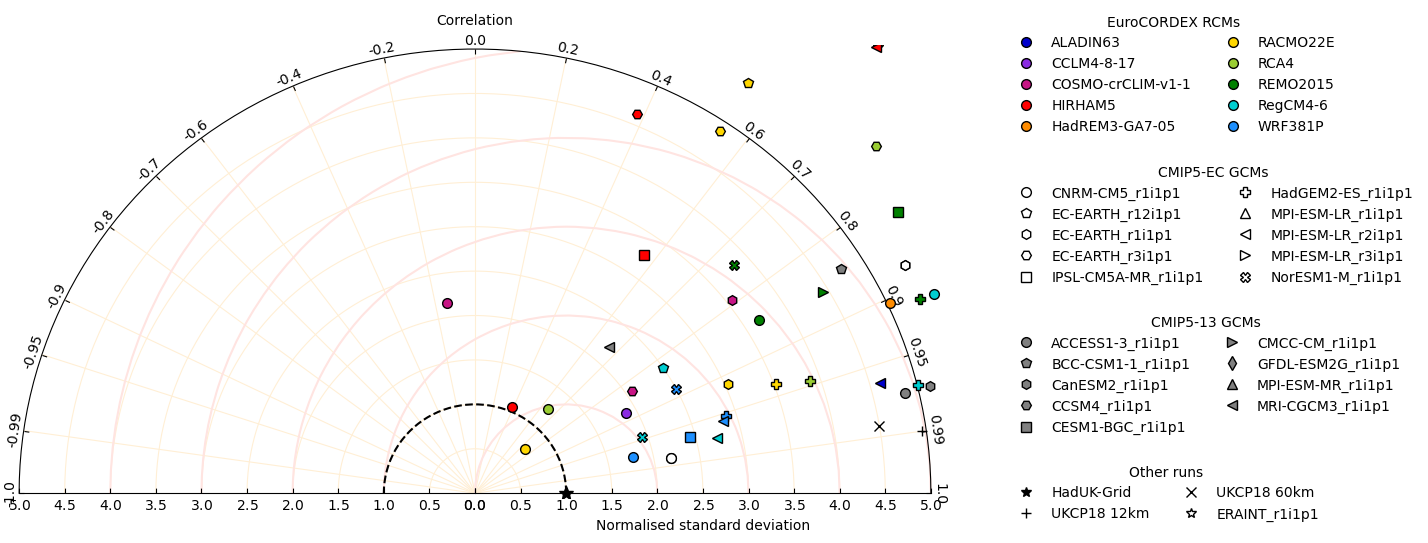 Correlation
0.0
-0.2
0.2
-0.4
0.4
-0.6
0.6
-0.7
0.7
-0.8
0.8
-0.9
0.9
-0.95
0.95
-0.99
0.99
-1.0
1.0
5.0 4.5 4.0 3.5 3.0 2.5 2.0 1.5 1.0 0.5 0.0 0.5 1.0 1.5 2.0 2.5 3.0 3.5 4.0 4.5 5.0
Normalised standard deviation
EuroCORDEX RCMs
ALADIN63 RACMO22E
CCLM4-8-17 RCA4
COSMO-crCLIM-v1-1 REMO2015
HIRHAM5 RegCM4-6
HadREM3-GA7-05 WRF381P
CMIP5-EC GCMs
CNRM-CM5_r1i1p1 HadGEM2-ES_r1i1p1
EC-EARTH_r12i1p1 MPI-ESM-LR_r1i1p1
EC-EARTH_r1i1p1 MPI-ESM-LR_r2i1p1
EC-EARTH_r3i1p1 MPI-ESM-LR_r3i1p1
IPSL-CM5A-MR_r1i1p1 NorESM1-M_r1i1p1
CMIP5-13 GCMs
ACCESS1-3_r1i1p1 CMCC-CM_r1i1p1
BCC-CSM1-1_r1i1p1 GFDL-ESM2G_r1i1p1
CanESM2_r1i1p1 MPI-ESM-MR_r1i1p1
CCSM4_r1i1p1 MRI-CGCM3_r1i1p1
CESM1-BGC_r1i1p1
Other runs
HadUK-Grid UKCP18 60km
UKCP18 12km ERAINT_r1i1p1